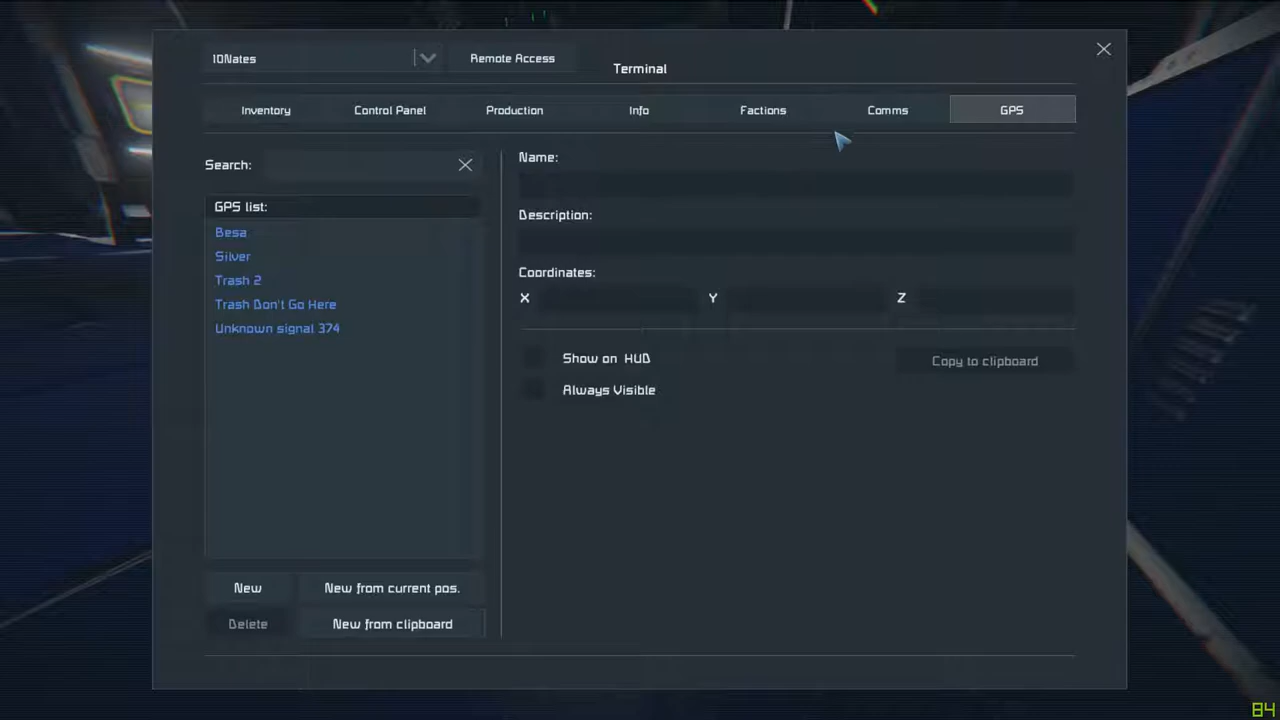 10Nates
Remote Access
Terminal
Inventory
Control Panel
Production
Info
Factions
Comms
GPS
Search:
GPS list:
Besa
Silver
Trash 2
Trash Don't Go Here
Unknown signal 374
New
New from current pos.
Delete
New from clipboard
Name:
Description:
Coordinates:
X
Y
Z
Show on HUD
Copy to clipboard
Always Visible
84